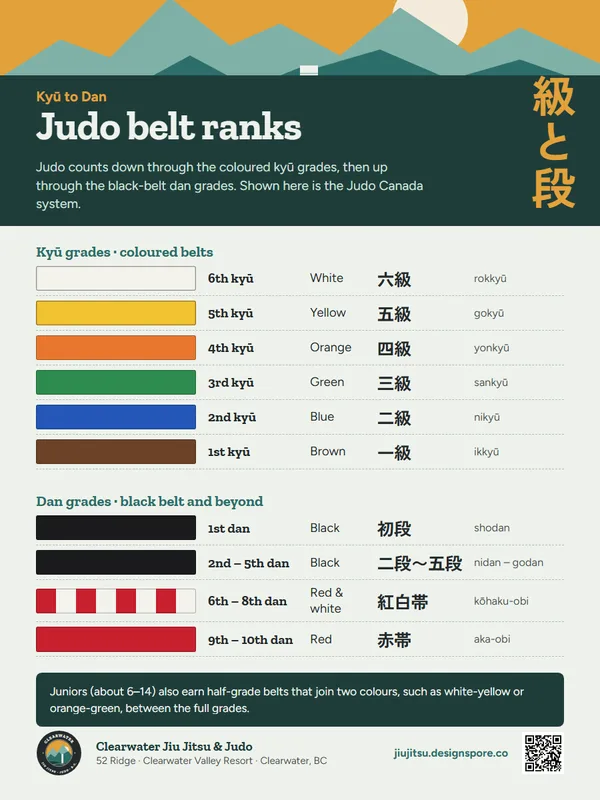 Kyū to Dan
Judo belt ranks
Judo counts down through the coloured kyū grades, then up
through the black-belt dan grades. Shown here is the Judo Canada
system.
級と段
Kyū grades · coloured belts
6th kyū White 六級 rokkyū
5th kyū Yellow 五級 gokyū
4th kyū Orange 四級 yonkyū
3rd kyū Green 三級 sankyū
2nd kyū Blue 二級 nikyū
1st kyū Brown 一級 ikkyū
Dan grades · black belt and beyond
1st dan Black 初段 shodan
2nd – 5th dan Black 二段～五段 nidan – godan
6th – 8th dan Red &
white 紅白帯 kōhaku-obi
9th – 10th dan Red 赤帯 aka-obi
Juniors (about 6–14) also earn half-grade belts that join two colours, such as white-yellow or
orange-green, between the full grades.
CLEARWATER
Clearwater Jiu Jitsu & Judo
52 Ridge · Clearwater Valley Resort · Clearwater, BC
jiujitsu.designspore.co